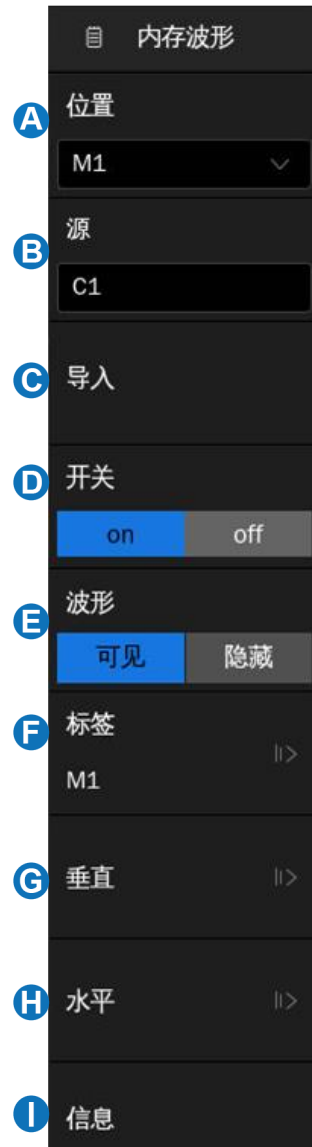 内存波形
A 位置
M1
B 源
C1
C 导入
D 开关
on off
E 波形
可见 隐藏
F 标签
M1
G 垂直
H 水平
I 信息